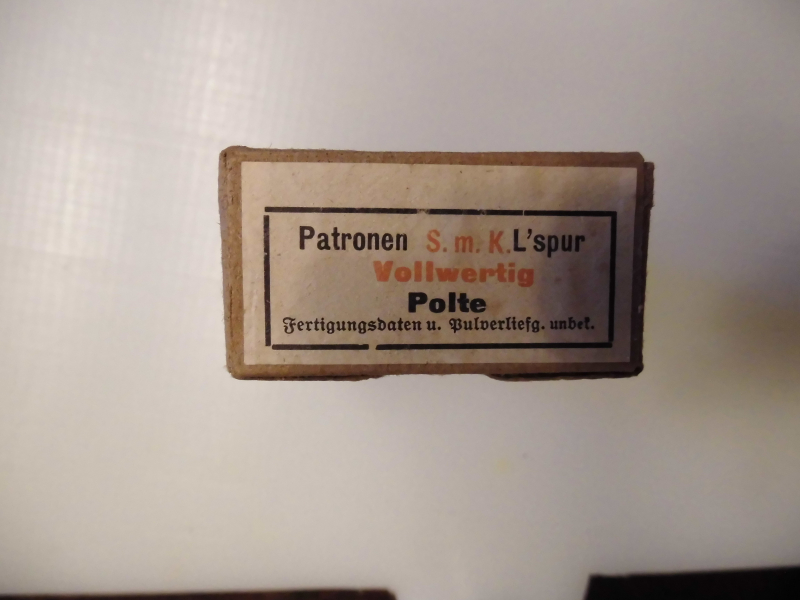 Patronen S. m. K. L'spur
Vollwertig
Polte
Fertigungsdaten u. Pulverliefg. unbek.